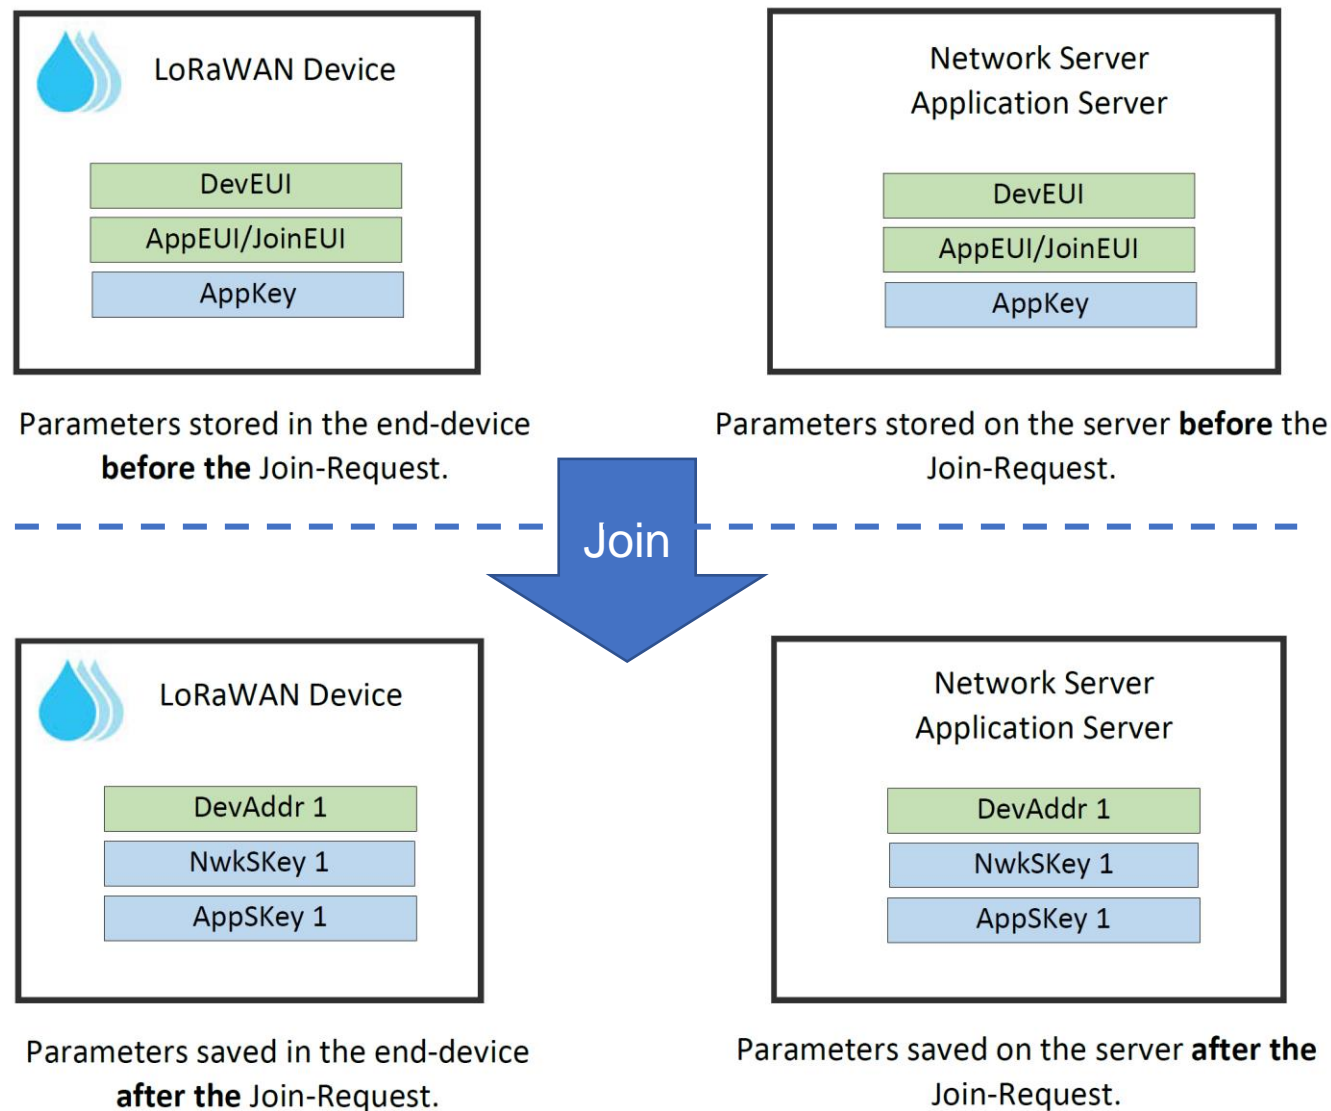 LoRaWAN Device
DevEUI
AppEUI/JoinEUI
AppKey
Parameters stored in the end-device
before the Join-Request.
Network Server
Application Server
DevEUI
AppEUI/JoinEUI
AppKey
Parameters stored on the server before the
Join-Request.
Join
LoRaWAN Device
DevAddr 1
NwkSKey 1
AppSKey 1
Parameters saved in the end-device
after the Join-Request.
Network Server
Application Server
DevAddr 1
NwkSKey 1
AppSKey 1
Parameters saved on the server after the
Join-Request.